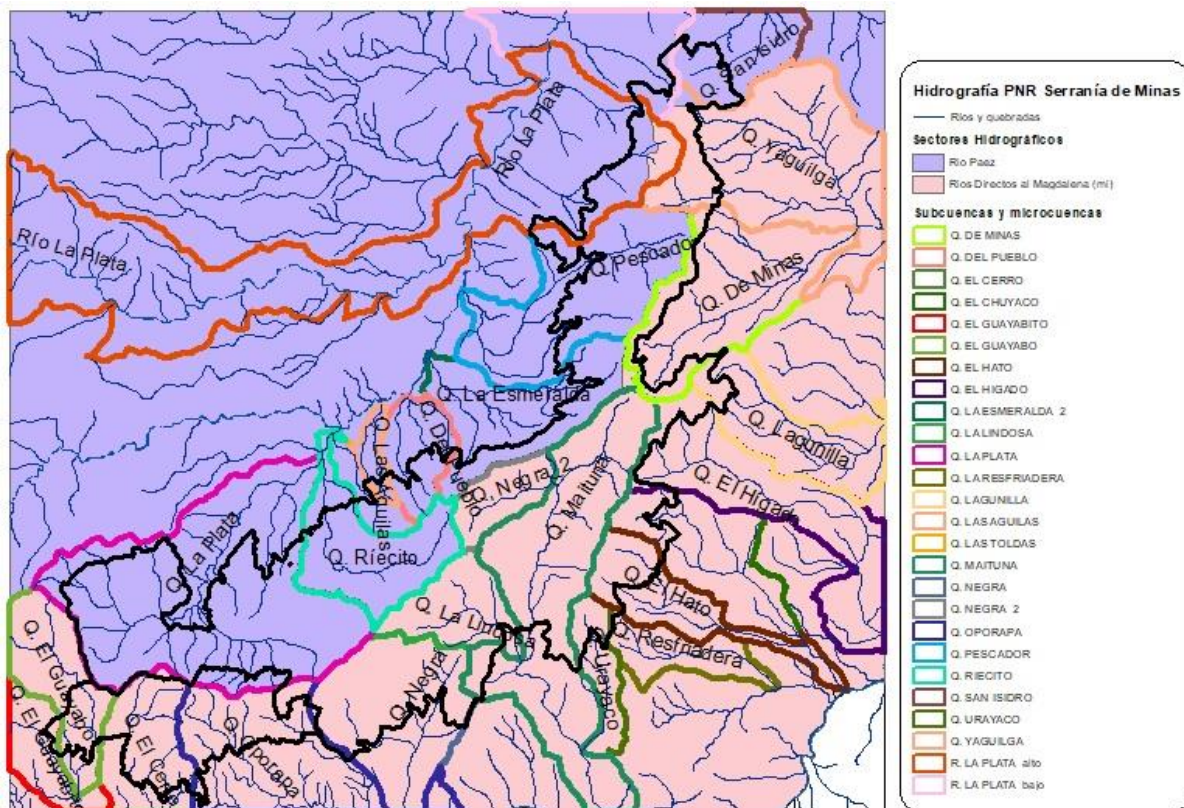 Q. San Isidro
Río La Plata
Q. Yaguilga
Río La Plata
Q. Pescado
Q. De Minas
Q. La Esmeralda
Q. Del Pueblo
Q. Las Aguilas
Q. Lagunilla
Q. Negra 2
Q. Maituna
Q. El Higado
Q. La Plata
Q. Ríecito
Q. El Hato
Q. La Lindosa
Q. Resfriadera
Q. Urayaco
Q. El Guayabo
Q. Negra
Q. El
Q. El Cerro
Q. Oporapa
Hidrografía PNR Serranía de Minas
Ríos y quebradas
Sectores Hidrográficos
Rio Paez
Rios Directos al Magdalena (mi)
Subcuencas y microcuencas
Q. DE MINAS
Q. DEL PUEBLO
Q. EL CERRO
Q. EL CHUYACO
Q. EL GUAYABITO
Q. EL GUAYABO
Q. EL HATO
Q. EL HIGADO
Q. LA ESMERALDA 2
Q. LA LINDOSA
Q. LA PLATA
Q. LA RESFRIADERA
Q. LAGUNILLA
Q. LAS AGUILAS
Q. LAS TOLDAS
Q. MAITUNA
Q. NEGRA
Q. NEGRA 2
Q. OPORAPA
Q. PESCADOR
Q. RIECITO
Q. SAN ISIDRO
Q. URAYACO
Q. YAGUILGA
R. LA PLATA alto
R. LA PLATA bajo